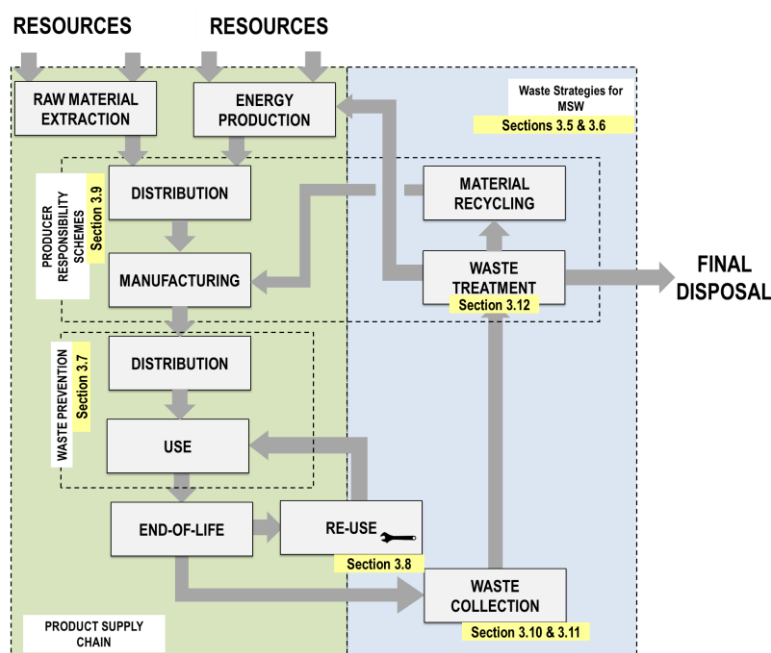 RESOURCES
RESOURCES
RAW MATERIAL
EXTRACTION
ENERGY
PRODUCTION
Waste Strategies for
MSW
Sections 3.5 & 3.6
PRODUCER
RESPONSIBILITY
SCHEMES
Section 3.9
DISTRIBUTION
MATERIAL
RECYCLING
MANUFACTURING
WASTE
TREATMENT
Section 3.12
FINAL
DISPOSAL
WASTE PREVENTION
Section 3.7
DISTRIBUTION
USE
END-OF-LIFE
RE-USE
Section 3.8
WASTE
COLLECTION
Section 3.10 & 3.11
PRODUCT SUPPLY
CHAIN